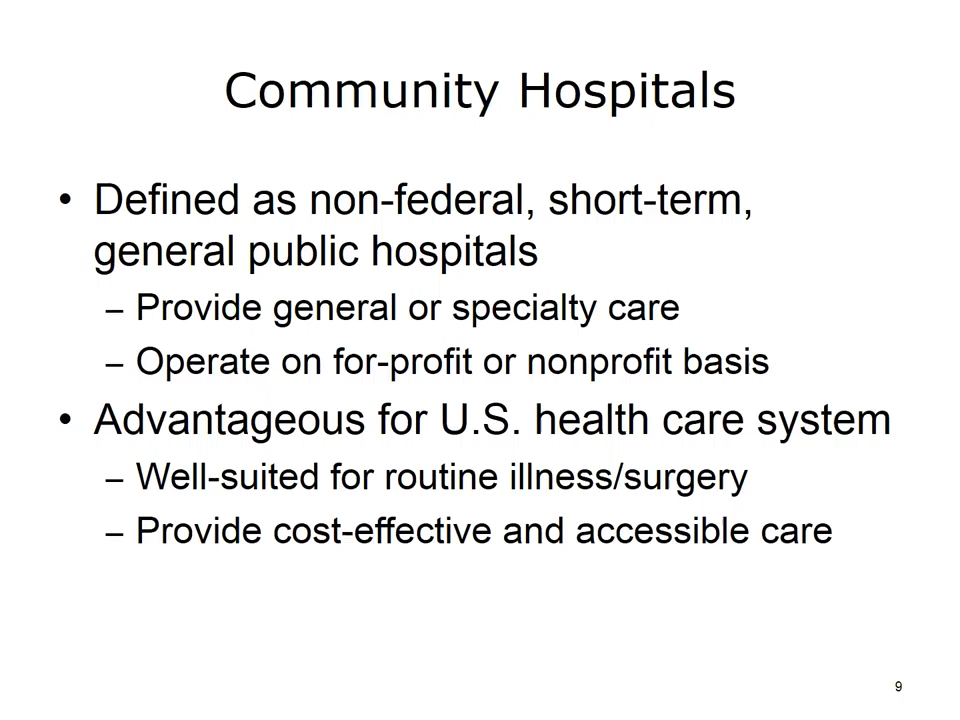 Community Hospitals
• Defined as non-federal, short-term,
general public hospitals
– Provide general or specialty care
– Operate on for-profit or nonprofit basis
• Advantageous for U.S. health care system
– Well-suited for routine illness/surgery
– Provide cost-effective and accessible care
9